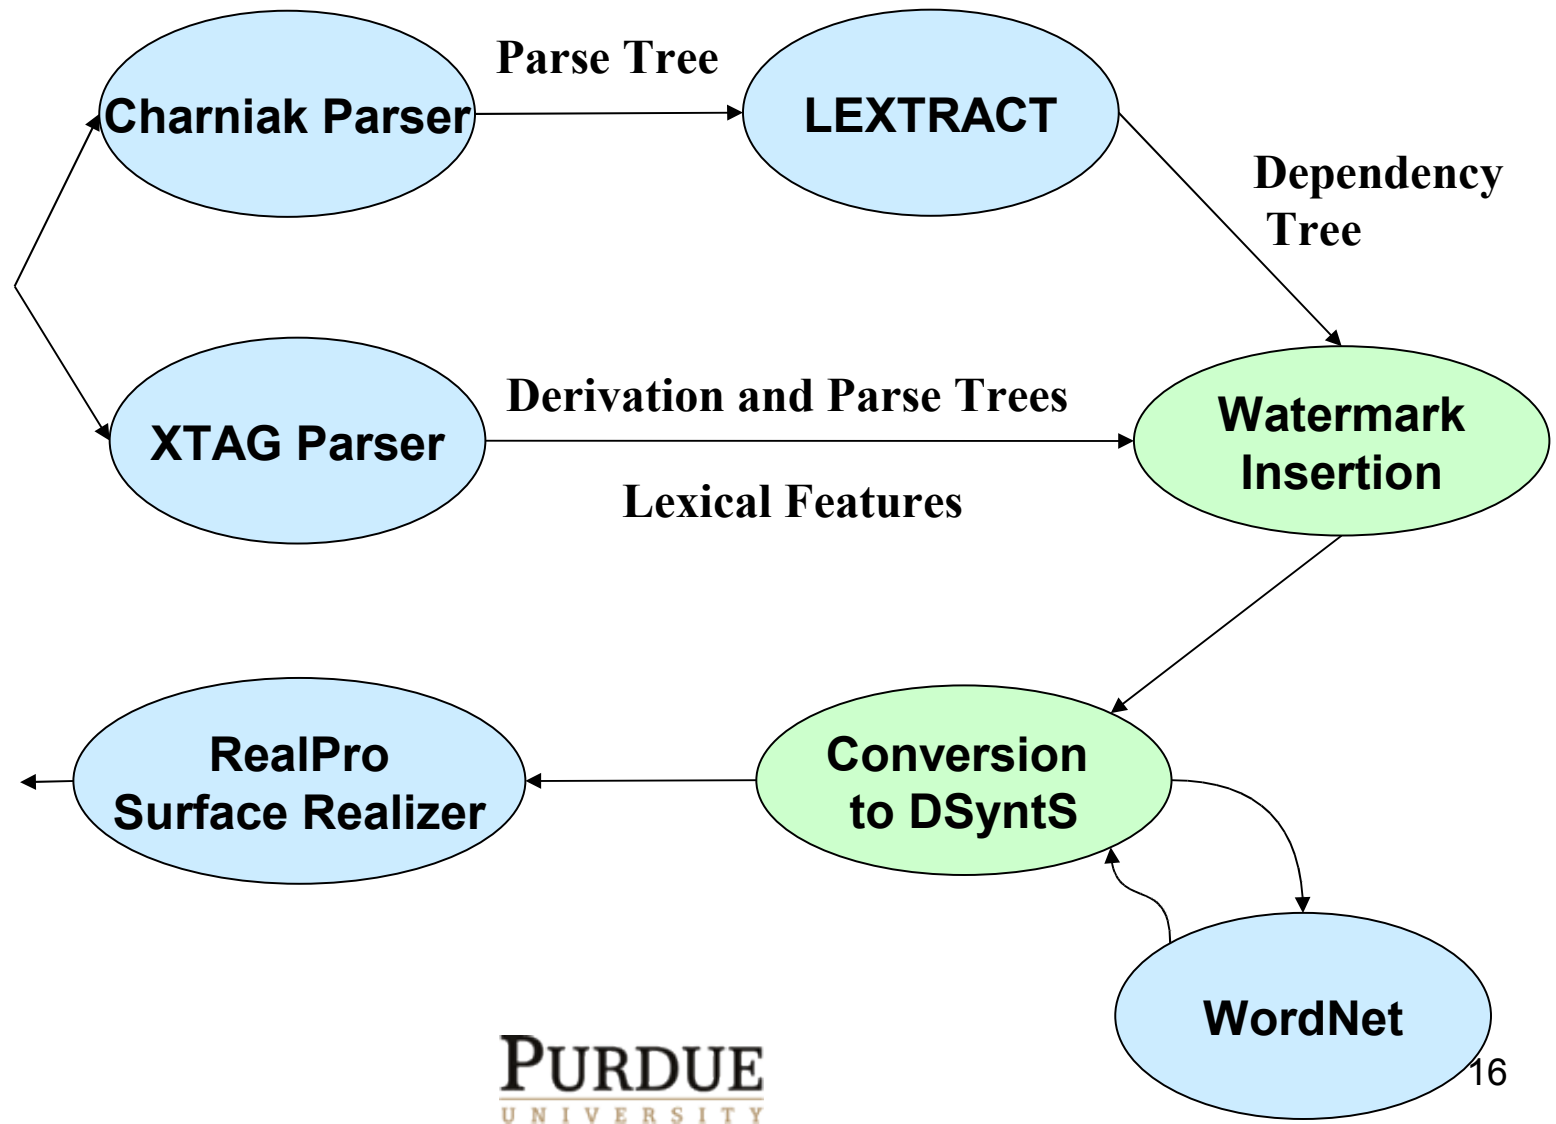 Parse Tree
Charniak Parser
LEXTRACT
Dependency
Tree
Derivation and Parse Trees
XTAG Parser
Watermark
Insertion
Lexical Features
RealPro
Surface Realizer
Conversion
to DSyntS
WordNet
16
PURDUE
UNIVERSITY